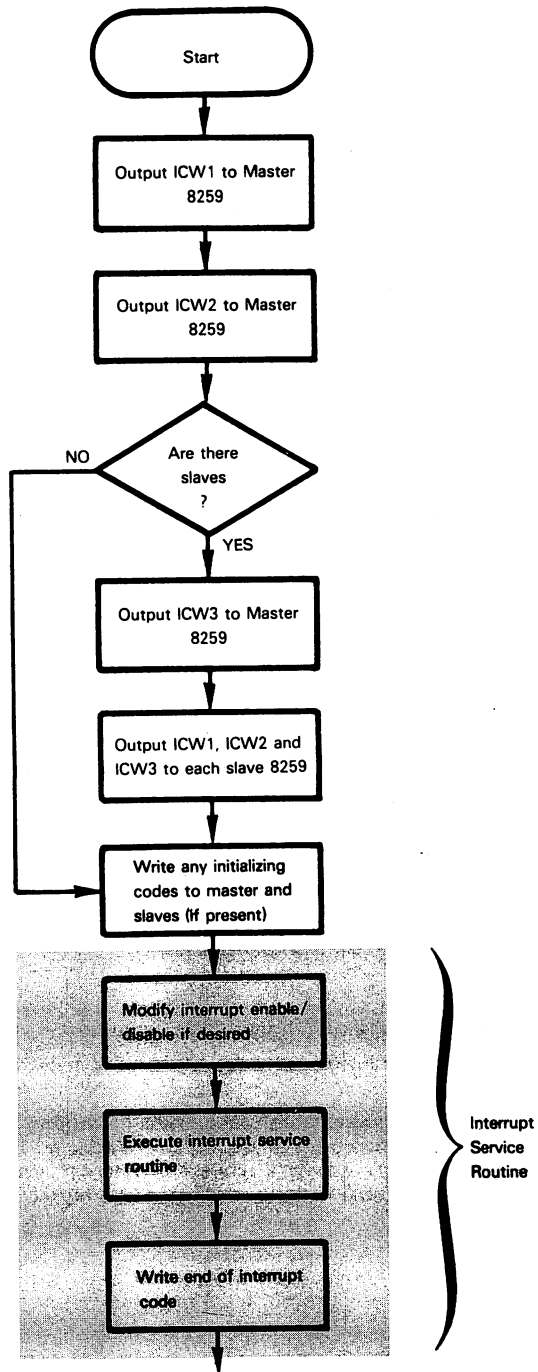 Start
Output ICW1 to Master
8259
Output ICW2 to Master
8259
Are there
slaves
?
NO
YES
Output ICW3 to Master
8259
Output ICW1, ICW2 and
ICW3 to each slave 8259
Write any initializing
codes to master and
slaves (If present)
Modify interrupt enable/
disable if desired
Execute interrupt service
routine
Write end of interrupt
code
Interrupt
Service
Routine